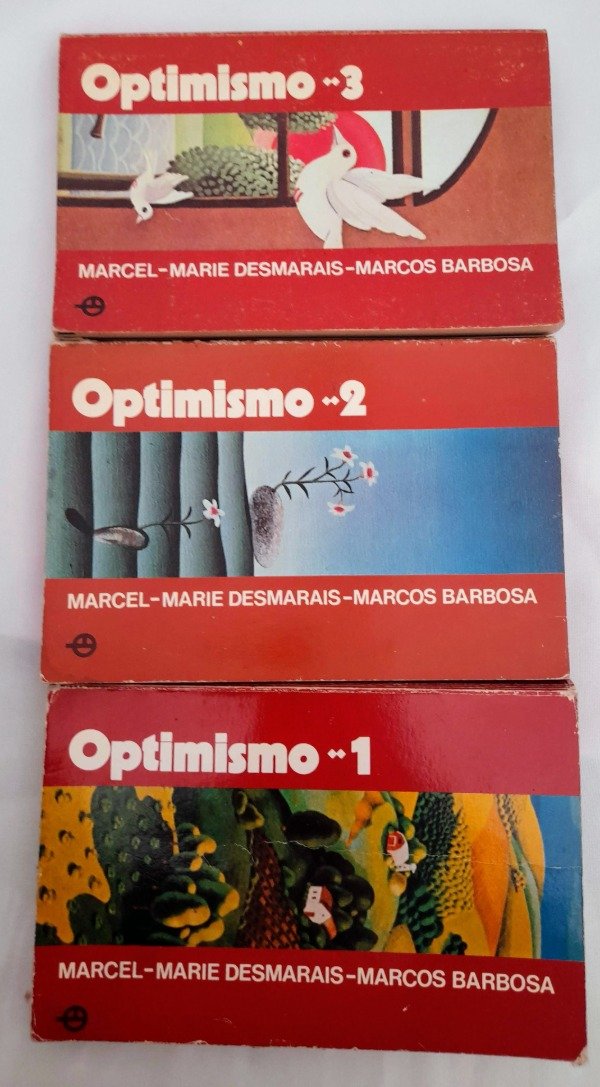 Optimismo ··3
MARCEL-MARIE DESMARAIS-MARCOS BARBOSA
Optimismo ··2
MARCEL-MARIE DESMARAIS-MARCOS BARBOSA
Optimismo ··1
MARCEL-MARIE DESMARAIS-MARCOS BARBOSA